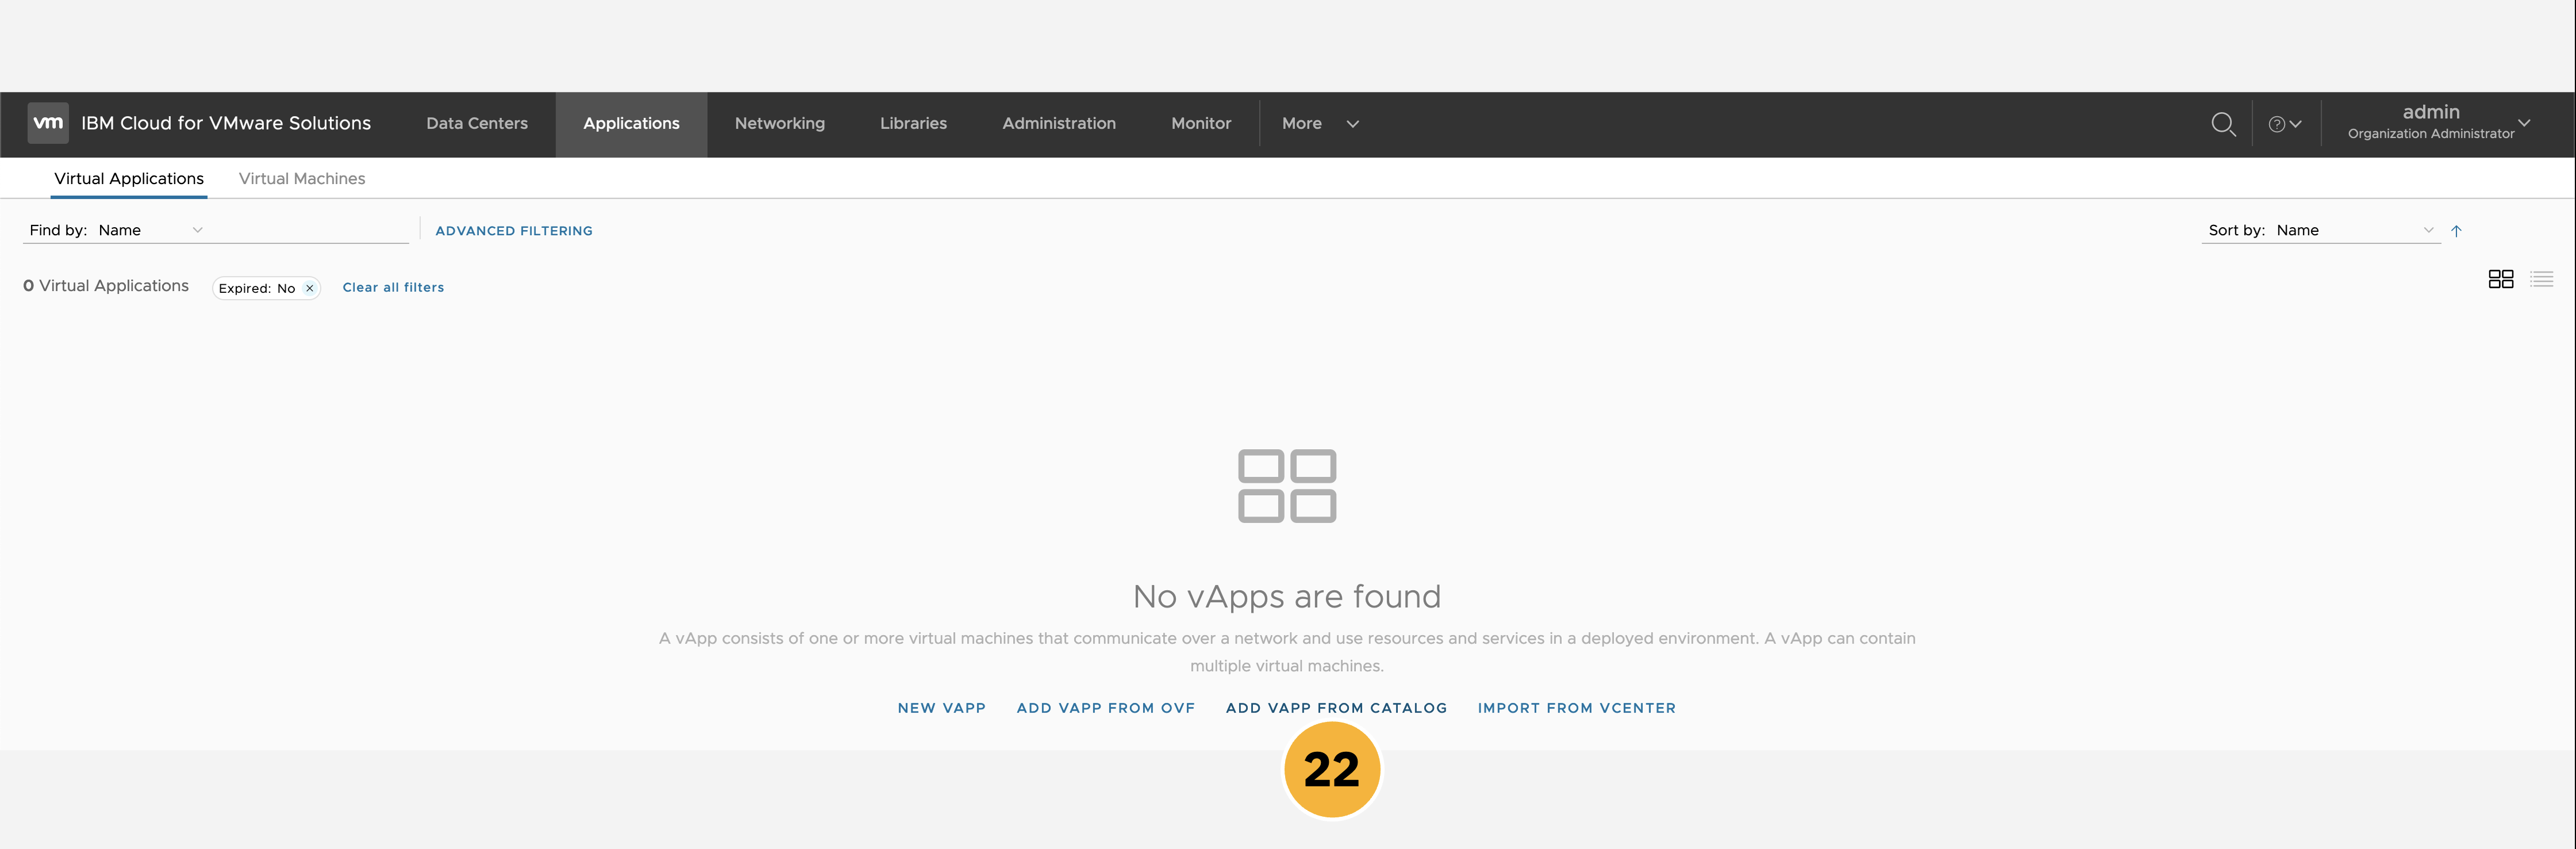 vm IBM Cloud for VMware Solutions Data Centers Applications Networking Libraries Administration Monitor More ? admin
Organization Administrator
Virtual Applications Virtual Machines
Find by: Name ADVANCED FILTERING Sort by: Name
0 Virtual Applications Expired: No × Clear all filters
No vApps are found
A vApp consists of one or more virtual machines that communicate over a network and use resources and services in a deployed environment. A vApp can contain
multiple virtual machines.
NEW VAPP ADD VAPP FROM OVF ADD VAPP FROM CATALOG IMPORT FROM VCENTER
22